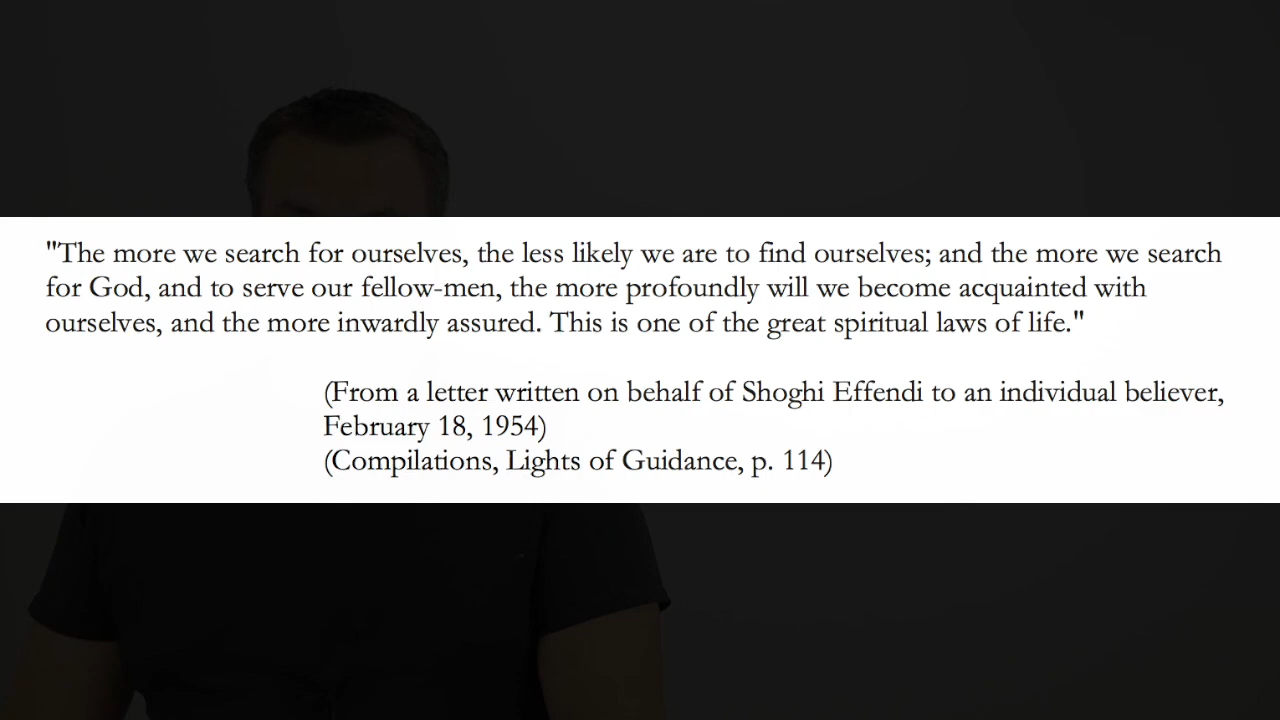 "The more we search for ourselves, the less likely we are to find ourselves; and the more we search
for God, and to serve our fellow-men, the more profoundly will we become acquainted with
ourselves, and the more inwardly assured. This is one of the great spiritual laws of life."
(From a letter written on behalf of Shoghi Effendi to an individual believer,
February 18, 1954)
(Compilations, Lights of Guidance, p. 114)